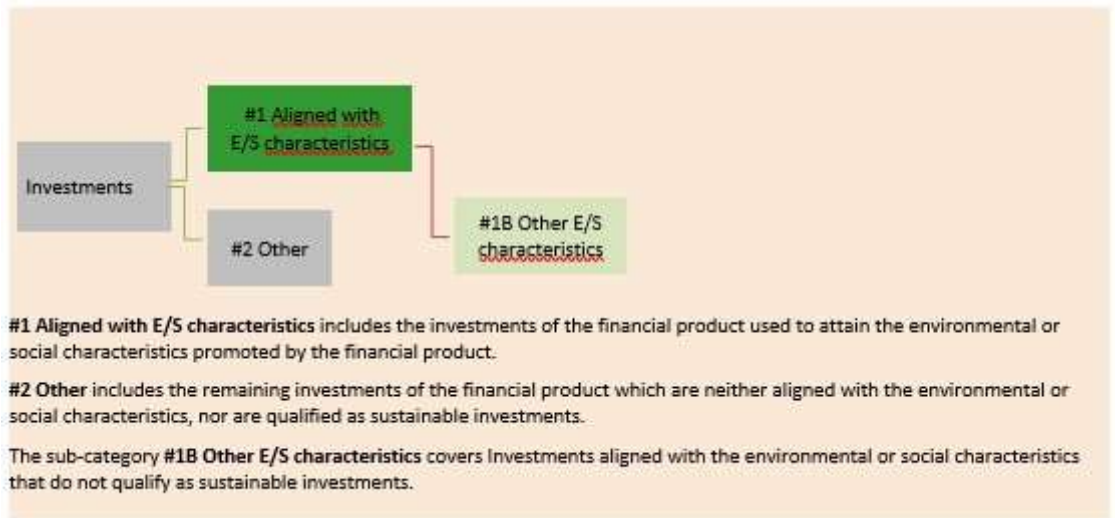 #1 Aligned with
E/S characteristics
Investments
#2 Other
#1B Other E/S
characteristics
#1 Aligned with E/S characteristics includes the investments of the financial product used to attain the environmental or
social characteristics promoted by the financial product.
#2 Other includes the remaining investments of the financial product which are neither aligned with the environmental or
social characteristics, nor are qualified as sustainable investments.
The sub-category #1B Other E/S characteristics covers Investments aligned with the environmental or social characteristics
that do not qualify as sustainable investments.